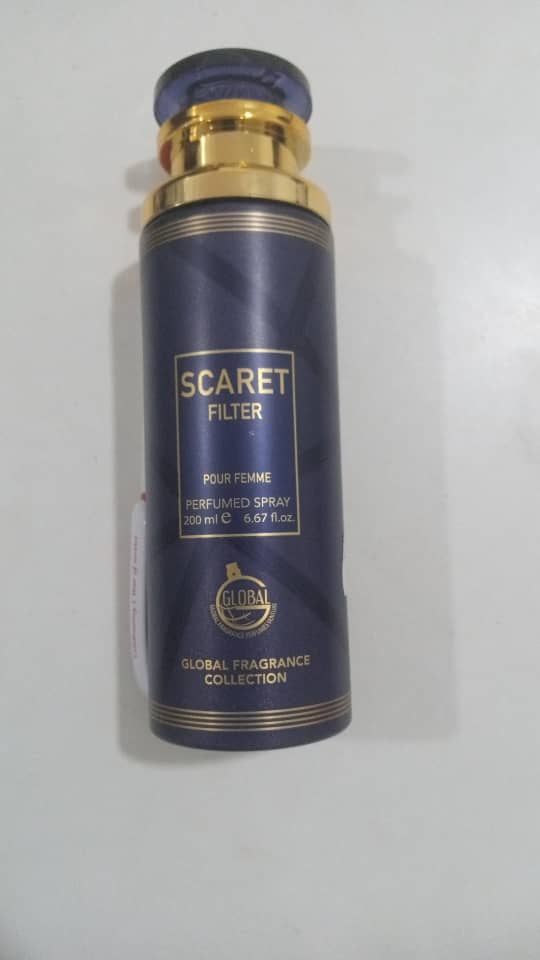 SCARET
FILTER
POUR FEMME
PERFUMED SPRAY
200 ml e 6.67 fl.oz.
GLOBAL
GLOBAL FRAGRANCE
COLLECTION